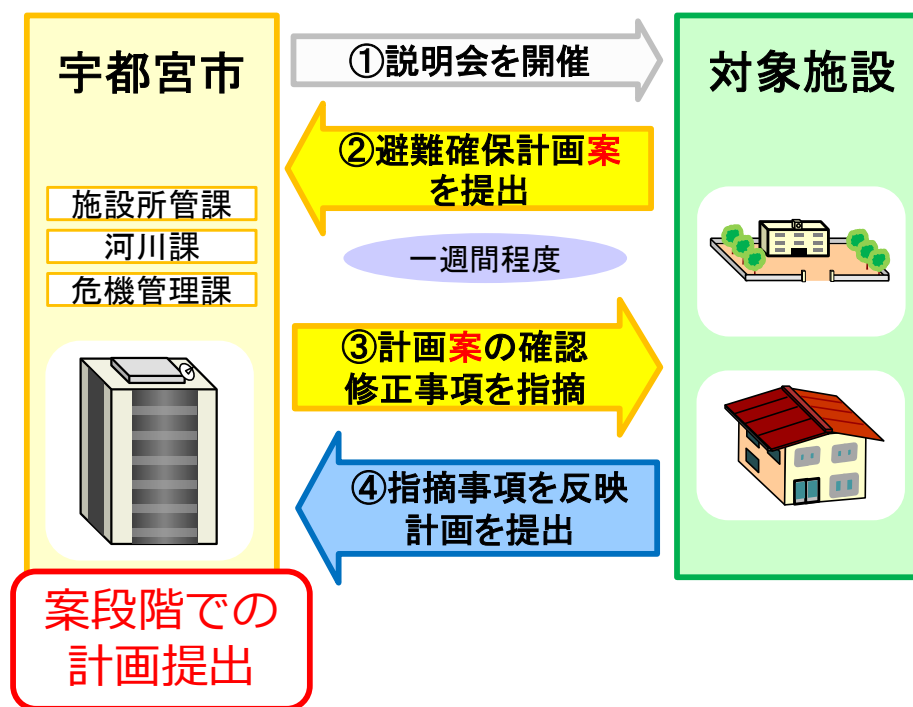 宇都宮市
施設所管課
河川課
危機管理課
①説明会を開催
②避難確保計画案
を提出
一週間程度
③計画案の確認
修正事項を指摘
④指摘事項を反映
計画を提出
対象施設
案段階での
計画提出